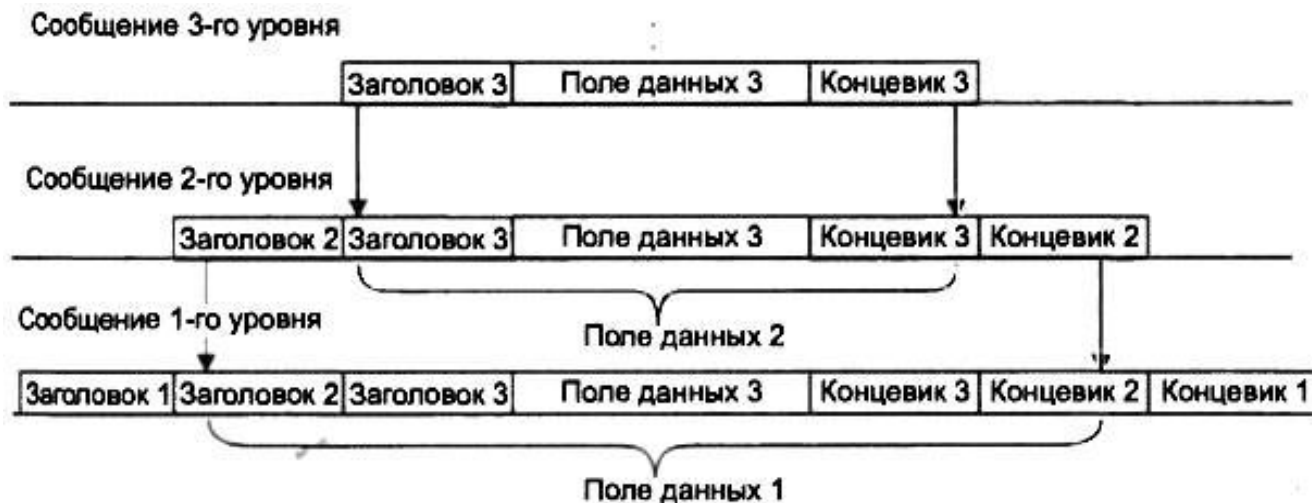 Сообщение 3-го уровня
Заголовок 3 Поле данных 3 Концевик 3
Сообщение 2-го уровня
Заголовок 2 Заголовок 3 Поле данных 3 Концевик 3 Концевик 2
Поле данных 2
Сообщение 1-го уровня
Заголовок 1 Заголовок 2 Заголовок 3 Поле данных 3 Концевик 3 Концевик 2 Концевик 1
Поле данных 1